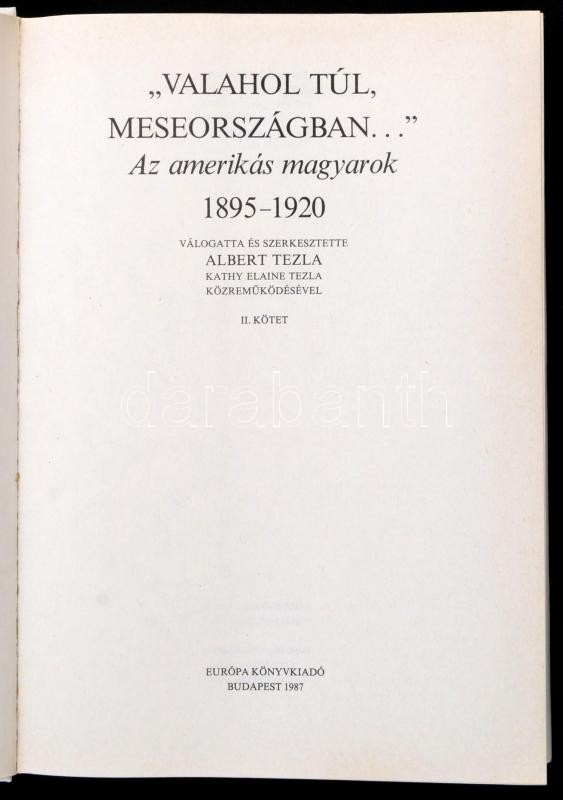 „VALAHOL TÚL,
MESEORSZÁGBAN. . .”
Az amerikás magyarok
1895–1920
VÁLOGATTA ÉS SZERKESZTETTE
ALBERT TEZLA
KATHY ELAINE TEZLA
KÖZREMŰKÖDÉSÉVEL
II. KÖTET
darabanth
EURÓPA KÖNYVKIADÓ
BUDAPEST 1987